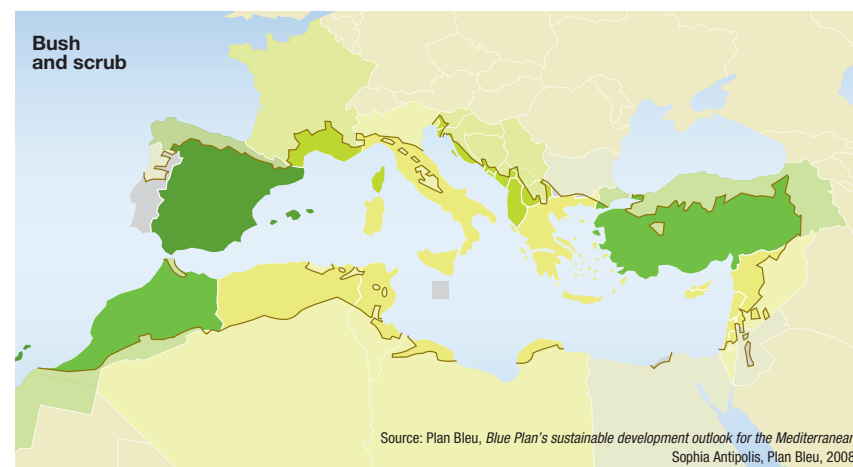 Bush
and scrub
Source: Plan Bleu, Blue Plan's sustainable development outlook for the Mediterranean
Sophia Antipolis, Plan Bleu, 2008